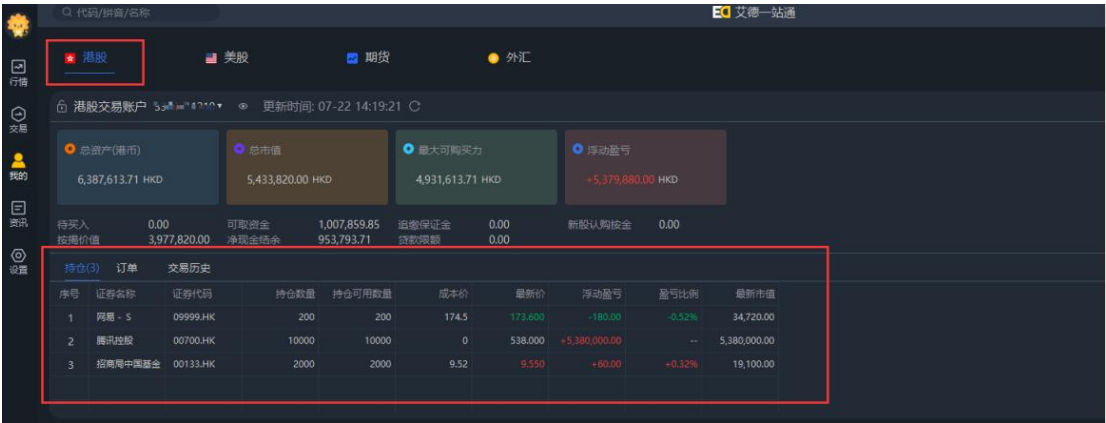 代码/拼音/名称
艾德一站通
港股 美股 期货 外汇
行情
交易
我的
资讯
设置
港股交易账户 更新时间: 07-22 14:19:21
总资产(港币) 总市值 最大可购买力 浮动盈亏
6,387,613.71 HKD 5,433,820.00 HKD 4,931,613.71 HKD +5,379,880.00 HKD
待买入 0.00 可取资金 1,007,859.85 追缴保证金 0.00 新股认购按金 0.00
按揭价值 3,977,820.00 净现金结余 953,793.71 贷款限额 0.00
持仓(3) 订单 交易历史
序号 证券名称 证券代码 持仓数量 持仓可用数量 成本价 最新价 浮动盈亏 盈亏比例 最新市值
1 网易 - S 09999.HK 200 200 174.5 173.600 -180.00 -0.52% 34,720.00
2 腾讯控股 00700.HK 10000 10000 0 538.000 +5,380,000.00 -- 5,380,000.00
3 招商局中国基金 00133.HK 2000 2000 9.52 9.550 +60.00 +0.32% 19,100.00